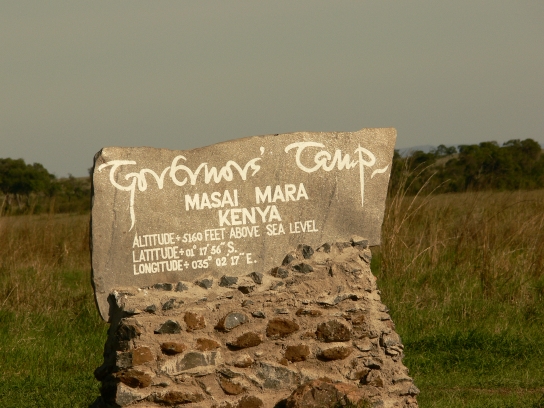 Governors' Camp
MASAI MARA
KENYA
ALTITUDE÷5160 FEET ABOVE SEA LEVEL
LATITUDE÷01° 17' 56" S.
LONGITUDE÷035° 02' 17" E.